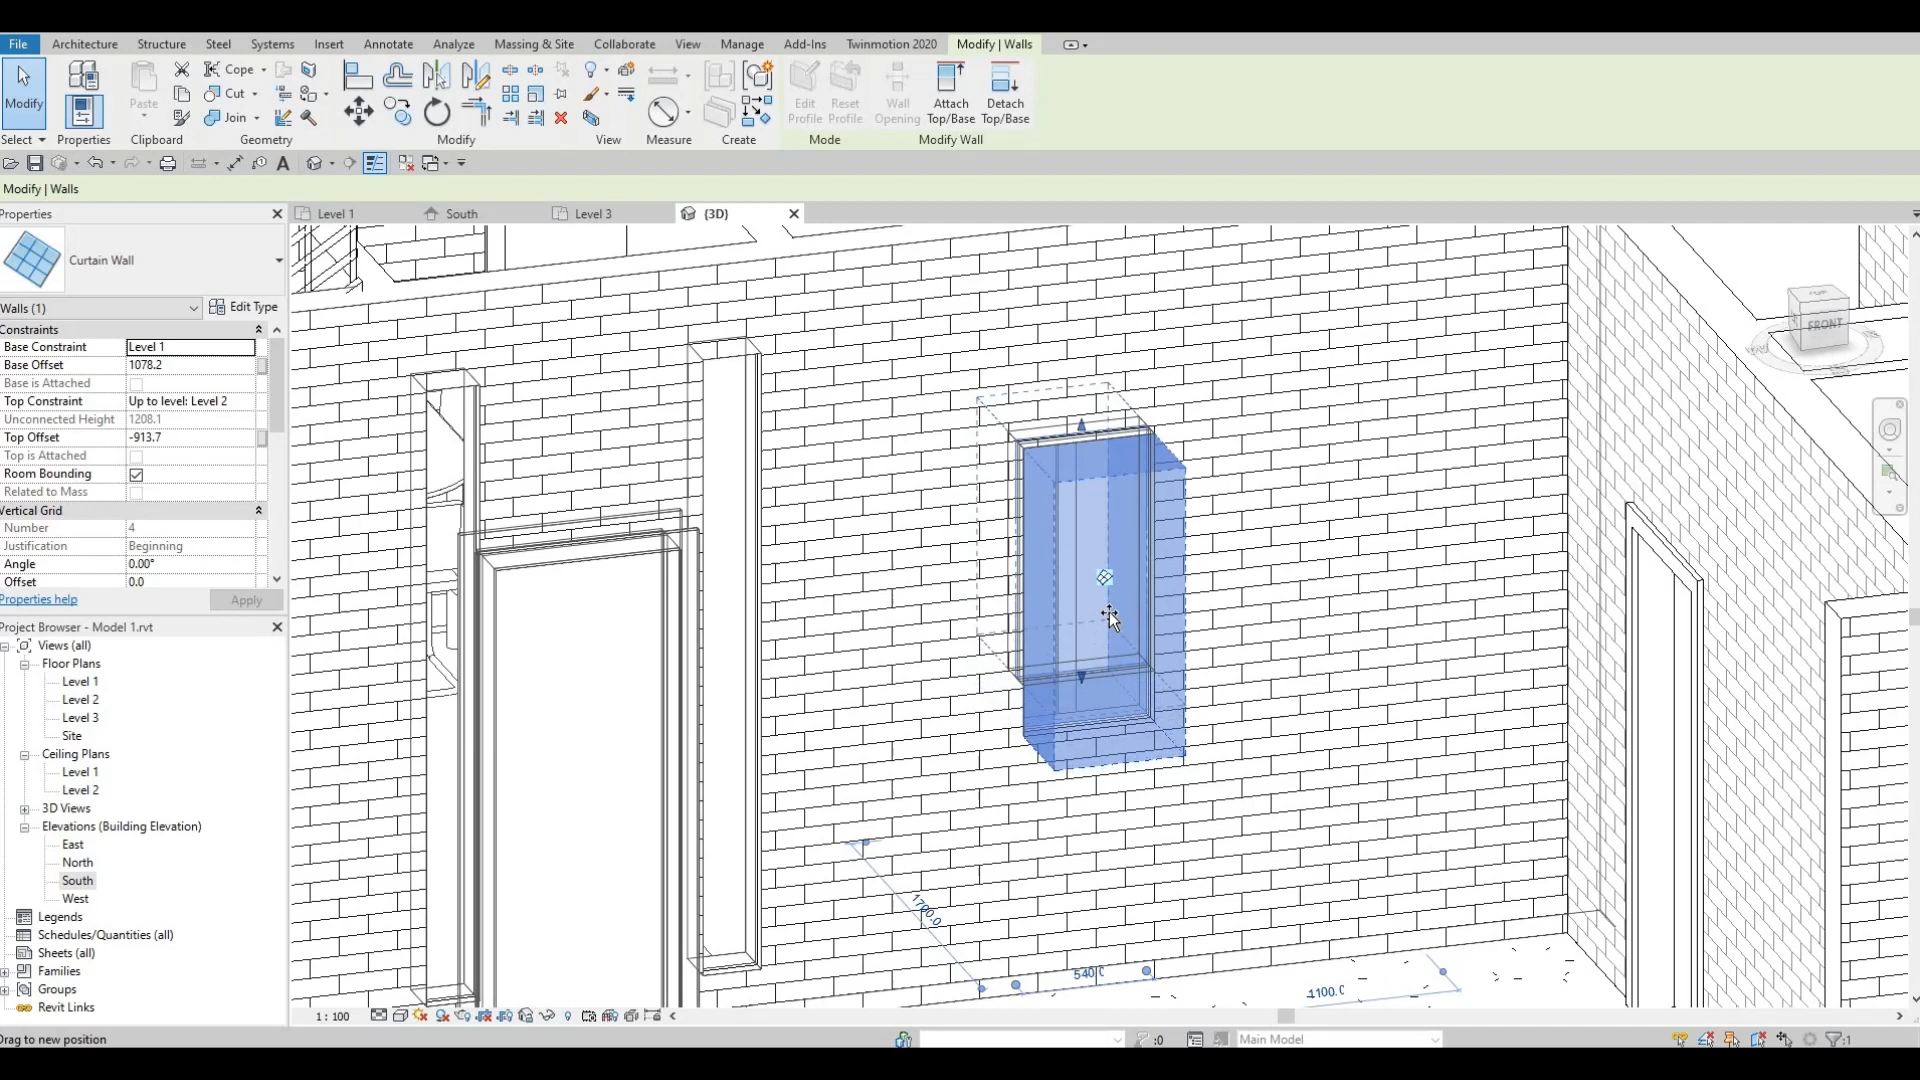 File Architecture Structure Steel Systems Insert Annotate Analyze Massing & Site Collaborate View Manage Add-Ins Twinmotion 2020 Modify | Walls
Modify
Paste
Cope
Cut
Join
Edit Profile
Reset Profile
Wall Opening
Attach Top/Base
Detach Top/Base
Select Properties Clipboard Geometry Modify View Measure Create Mode Modify Wall
Modify | Walls
Properties
Level 1 South Level 3 {3D}
Curtain Wall
Walls (1) Edit Type
Constraints
Base Constraint Level 1
Base Offset 1078.2
Base is Attached
Top Constraint Up to level: Level 2
Unconnected Height 1208.1
Top Offset -913.7
Top is Attached
Room Bounding
Related to Mass
Vertical Grid
Number 4
Justification Beginning
Angle 0.00°
Offset 0.0
Properties help Apply
Project Browser - Model 1.rvt
Views (all)
Floor Plans
Level 1
Level 2
Level 3
Site
Ceiling Plans
Level 1
Level 2
3D Views
Elevations (Building Elevation)
East
North
South
West
Legends
Schedules/Quantities (all)
Sheets (all)
Families
Groups
Revit Links
FRONT
1700.0
540.0
1100.0
1 : 100
Drag to new position
:0
Main Model
:1